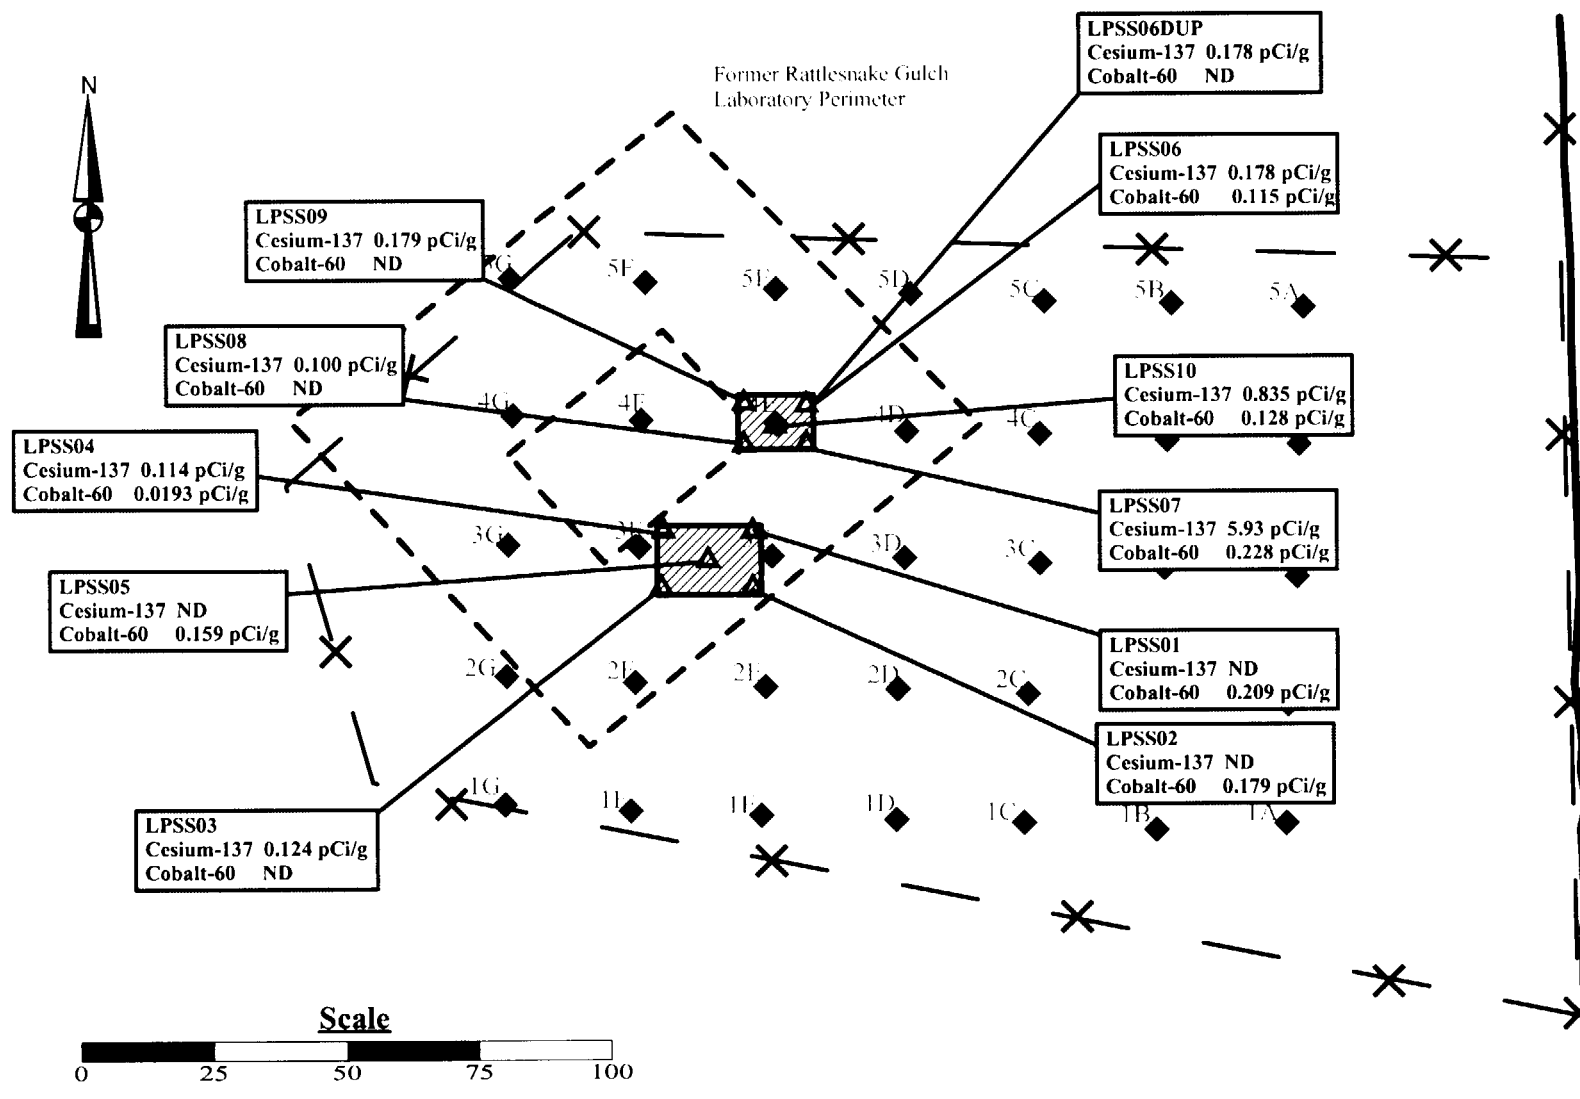 LPSS06DUP
Cesium-137 0.178 pCi/g
Cobalt-60 ND
Former Rattlesnake Gulch
Laboratory Perimeter
N
LPSS06
Cesium-137 0.178 pCi/g
Cobalt-60 0.115 pCi/g
LPSS09
Cesium-137 0.179 pCi/g
Cobalt-60 ND
5D
5C
5B
5A
LPSS08
Cesium-137 0.100 pCi/g
Cobalt-60 ND
LPSS10
Cesium-137 0.835 pCi/g
Cobalt-60 0.128 pCi/g
4G
4D
4C
LPSS04
Cesium-137 0.114 pCi/g
Cobalt-60 0.0193 pCi/g
LPSS07
Cesium-137 5.93 pCi/g
Cobalt-60 0.228 pCi/g
3G
3D
3C
LPSS05
Cesium-137 ND
Cobalt-60 0.159 pCi/g
LPSS01
Cesium-137 ND
Cobalt-60 0.209 pCi/g
2G
2E
2D
2C
LPSS02
Cesium-137 ND
Cobalt-60 0.179 pCi/g
1G
1E
1D
1C
1B
1A
LPSS03
Cesium-137 0.124 pCi/g
Cobalt-60 ND
Scale
0 25 50 75 100